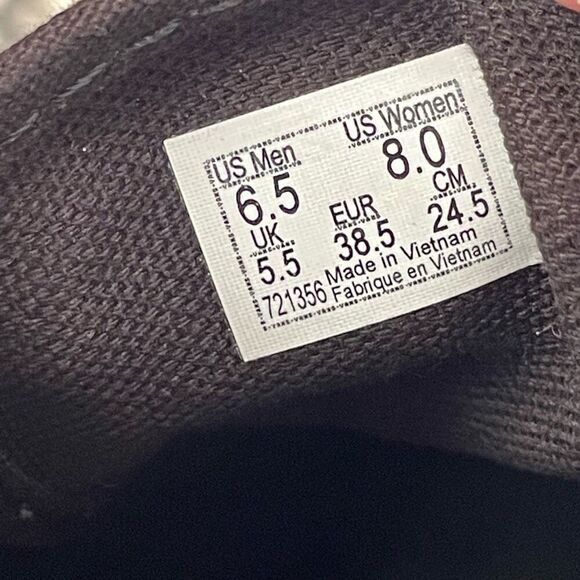 US Men US Women
6.5 8.0
UK EUR CM
5.5 38.5 24.5
721356 Made in Vietnam
Fabrique en Vietnam